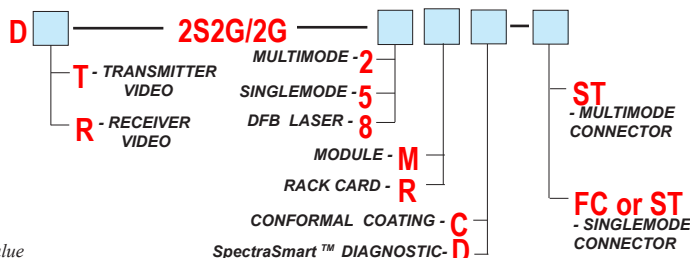 D 2S2G/2G -
T - TRANSMITTER VIDEO
R - RECEIVER VIDEO
MULTIMODE - 2
SINGLEMODE - 5
DFB LASER - 8
MODULE - M
RACK CARD - R
CONFORMAL COATING - C
SpectraSmart ™ DIAGNOSTIC- D
ST
- MULTIMODE
CONNECTOR
FC or ST
- SINGLEMODE
CONNECTOR